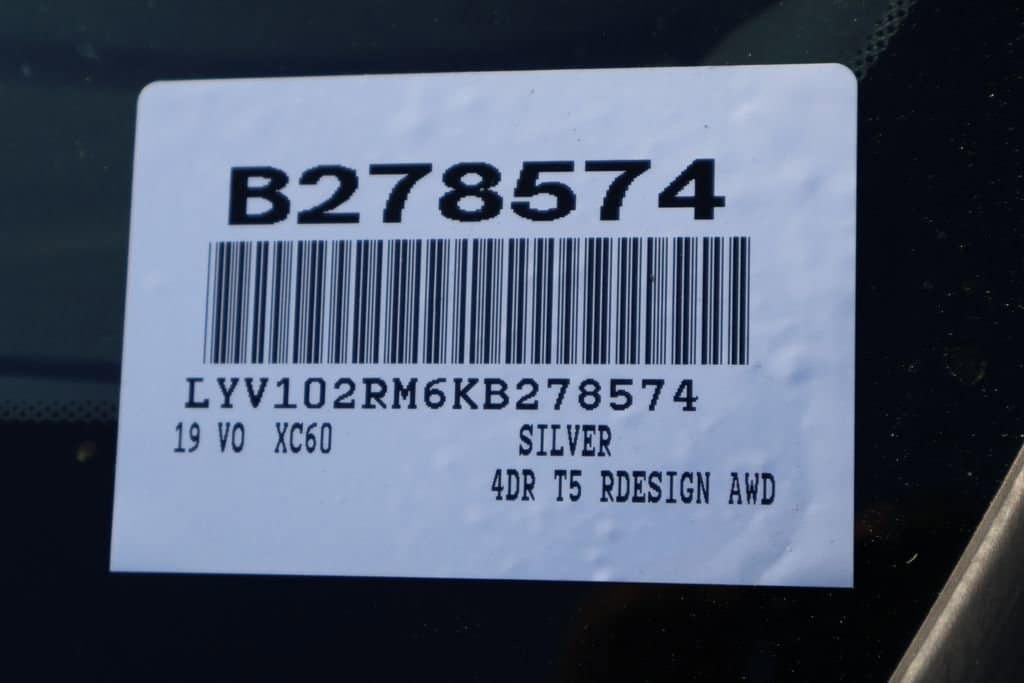 B278574
LYV102RM6KB278574
19 VO XC60 SILVER
4DR T5 RDESIGN AWD